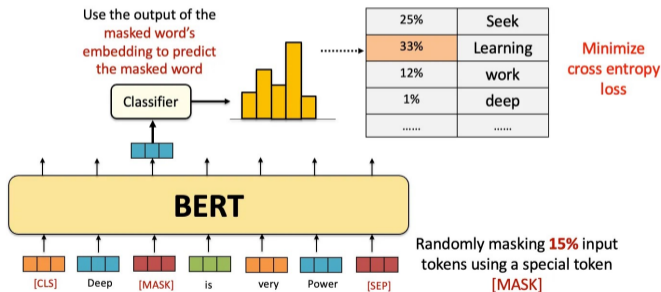 Use the output of the
masked word's
embedding to predict
the masked word
Classifier
25% Seek
33% Learning
12% work
1% deep
...... ......
Minimize
cross entropy
loss
BERT
[CLS] Deep [MASK] is very Power [SEP]
Randomly masking 15% input
tokens using a special token
[MASK]